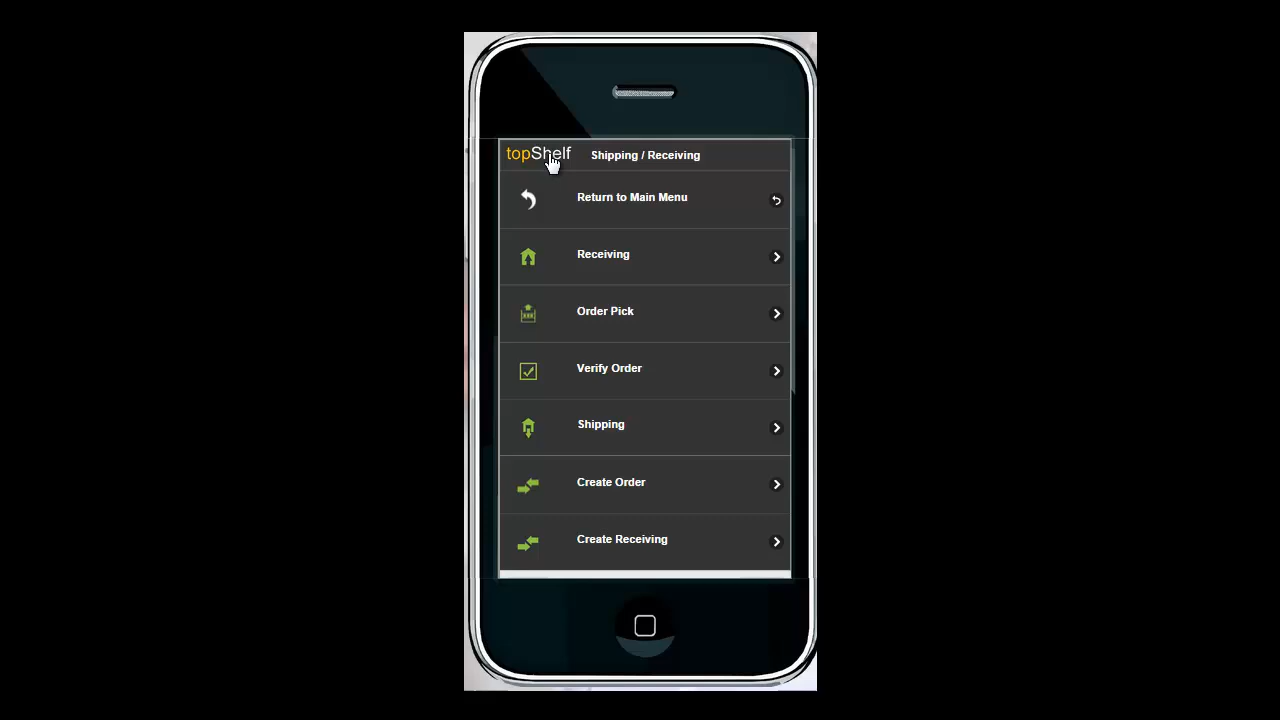 topShelf Shipping / Receiving
Return to Main Menu
Receiving
Order Pick
Verify Order
Shipping
Create Order
Create Receiving